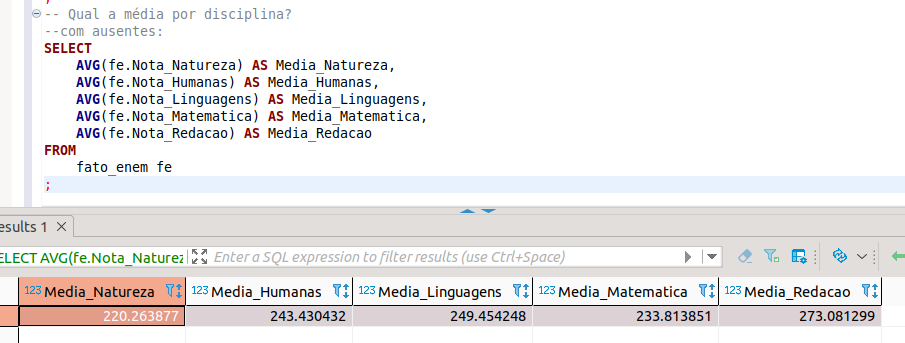 ;
-- Qual a média por disciplina?
--com ausentes:
SELECT
AVG(fe.Nota_Natureza) AS Media_Natureza,
AVG(fe.Nota_Humanas) AS Media_Humanas,
AVG(fe.Nota_Linguagens) AS Media_Linguagens,
AVG(fe.Nota_Matematica) AS Media_Matematica,
AVG(fe.Nota_Redacao) AS Media_Redacao
FROM
fato_enem fe
;
esults 1
ELECT AVG(fe.Nota_Naturez Enter a SQL expression to filter results (use Ctrl+Space)
123 Media_Natureza 123 Media_Humanas 123 Media_Linguagens 123 Media_Matematica 123 Media_Redacao
220.263877 243.430432 249.454248 233.813851 273.081299